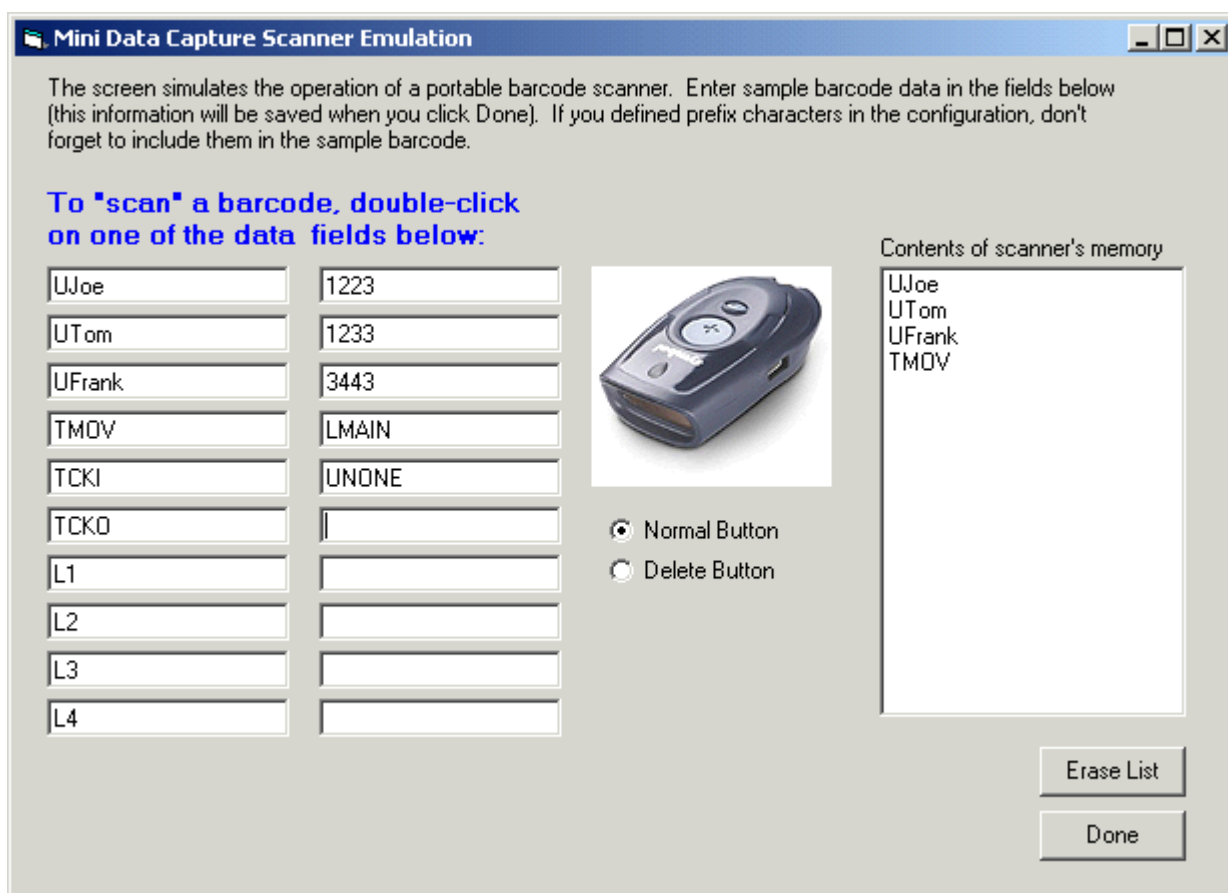 Mini Data Capture Scanner Emulation
The screen simulates the operation of a portable barcode scanner. Enter sample barcode data in the fields below
(this information will be saved when you click Done). If you defined prefix characters in the configuration, don't
forget to include them in the sample barcode.
To "scan" a barcode, double-click
on one of the data fields below:
UJoe
UTom
UFrank
TMOV
TCKI
TCKO
L1
L2
L3
L4
1223
1233
3443
LMAIN
UNONE
Normal Button
Delete Button
Contents of scanner's memory
UJoe
UTom
UFrank
TMOV
Erase List
Done